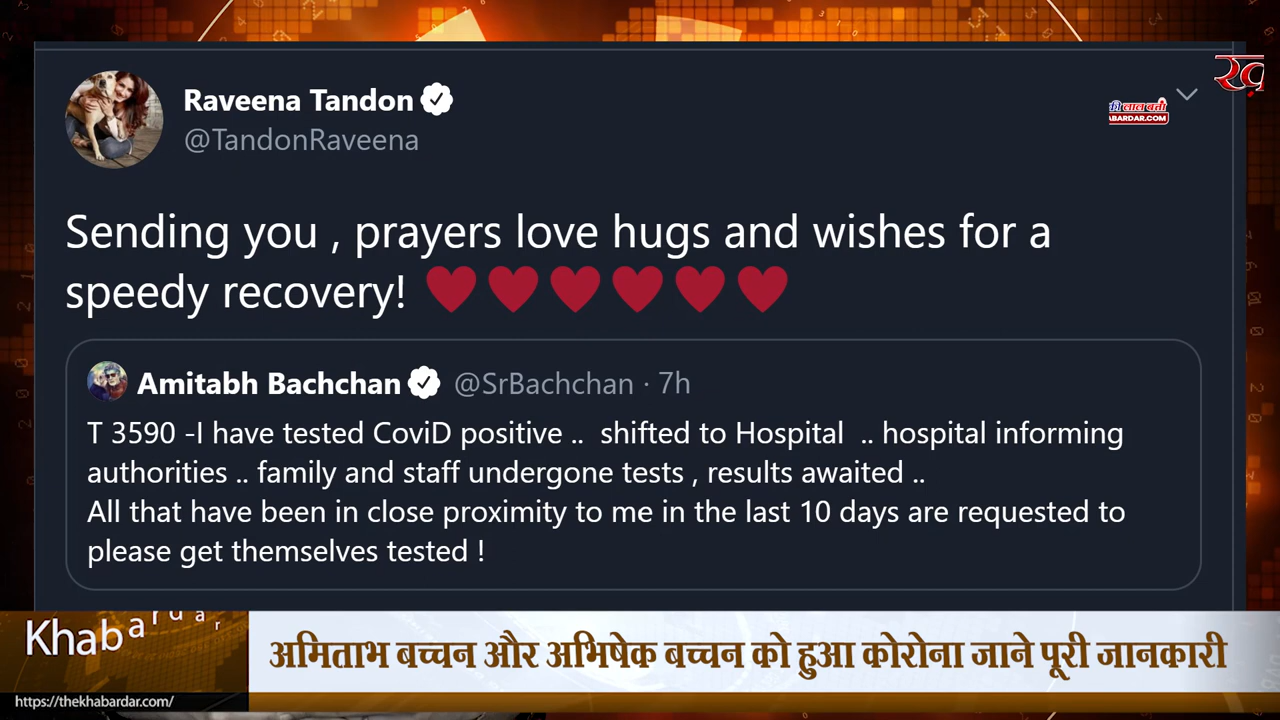 Raveena Tandon
@TandonRaveena
ख़
की लाल बत्ती
ABARDAR.COM
Sending you , prayers love hugs and wishes for a
speedy recovery! ♥♥♥♥♥♥
Amitabh Bachchan @SrBachchan · 7h
T 3590 -I have tested CoviD positive .. shifted to Hospital .. hospital informing
authorities .. family and staff undergone tests , results awaited ..
All that have been in close proximity to me in the last 10 days are requested to
please get themselves tested !
Khabardar
अमिताभ बच्चन और अभिषेक बच्चन को हुआ कोरोना जाने पूरी जानकारी
https://thekhabardar.com/